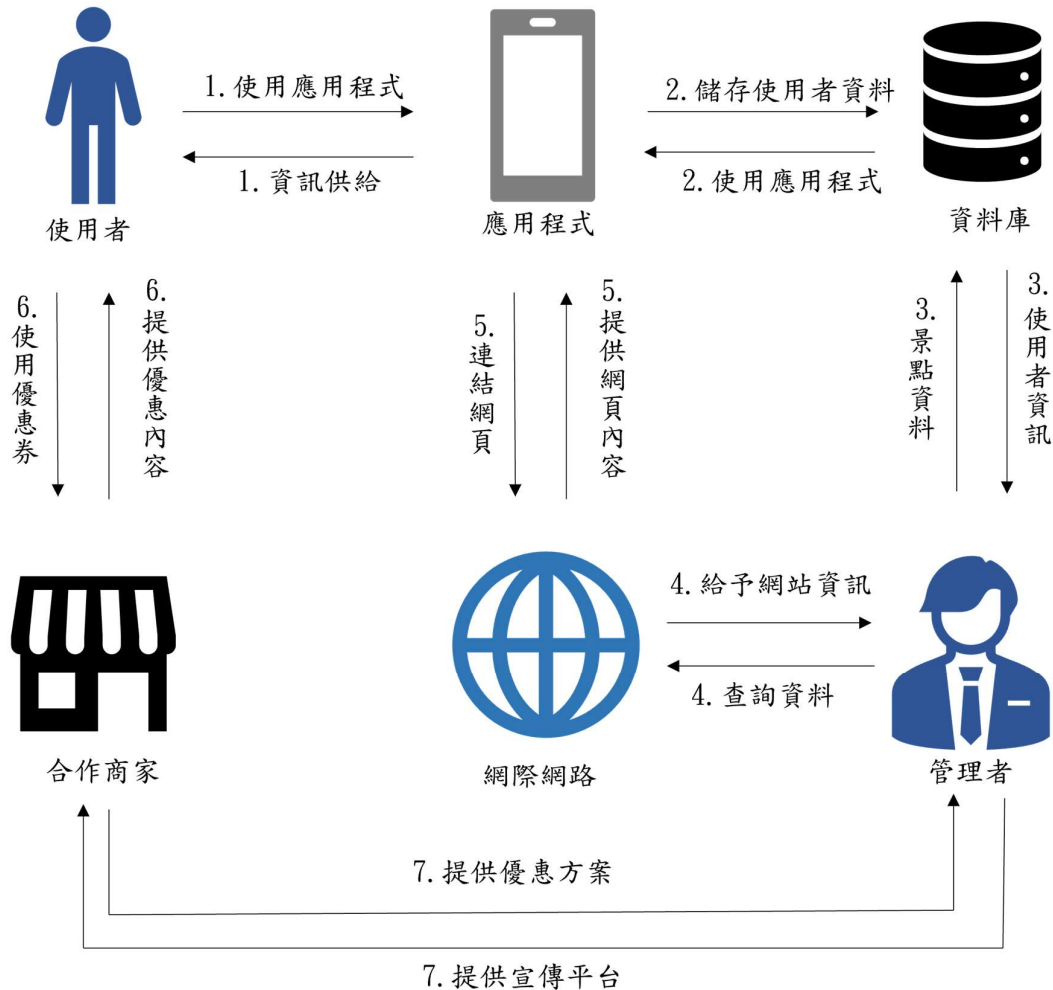 1.使用應用程式
1.資訊供給
2.儲存使用者資料
2.使用應用程式
使用者
應用程式
資料庫
6.使用優惠券
6.提供優惠內容
5.連結網頁
5.提供網頁內容
3.景點資料
3.使用者資訊
4.給予網站資訊
4.查詢資料
合作商家
網際網路
管理者
7.提供優惠方案
7.提供宣傳平台